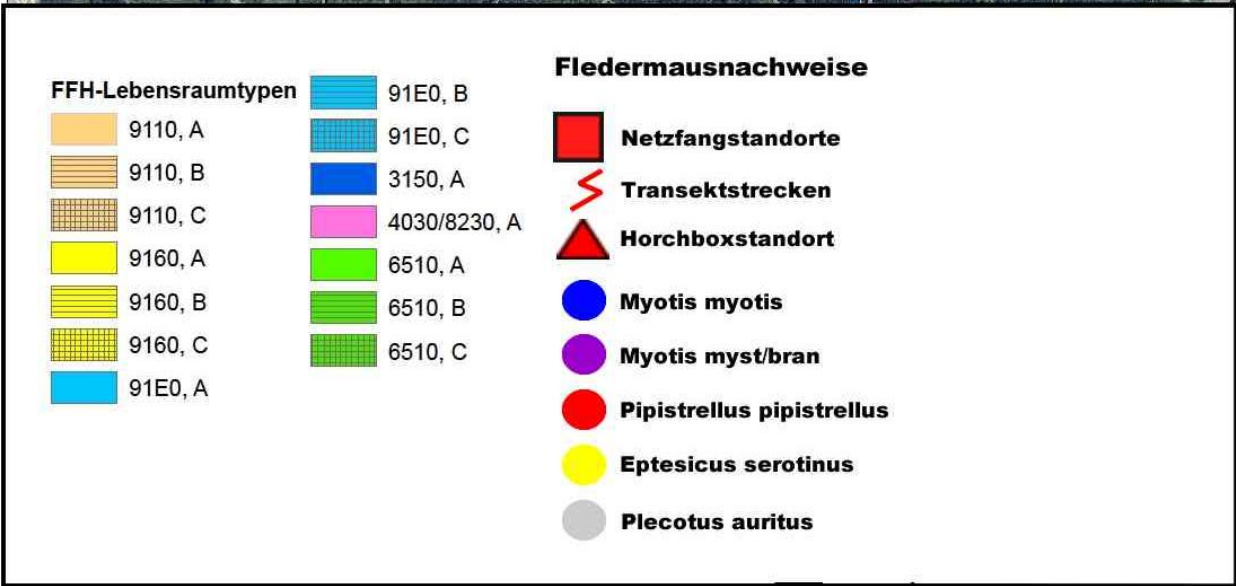 FFH-Lebensraumtypen
9110, A
9110, B
9110, C
9160, A
9160, B
9160, C
91E0, A
91E0, B
91E0, C
3150, A
4030/8230, A
6510, A
6510, B
6510, C
Fledermausnachweise
Netzfangstandorte
Transektstrecken
Horchboxstandort
Myotis myotis
Myotis myst/bran
Pipistrellus pipistrellus
Eptesicus serotinus
Plecotus auritus